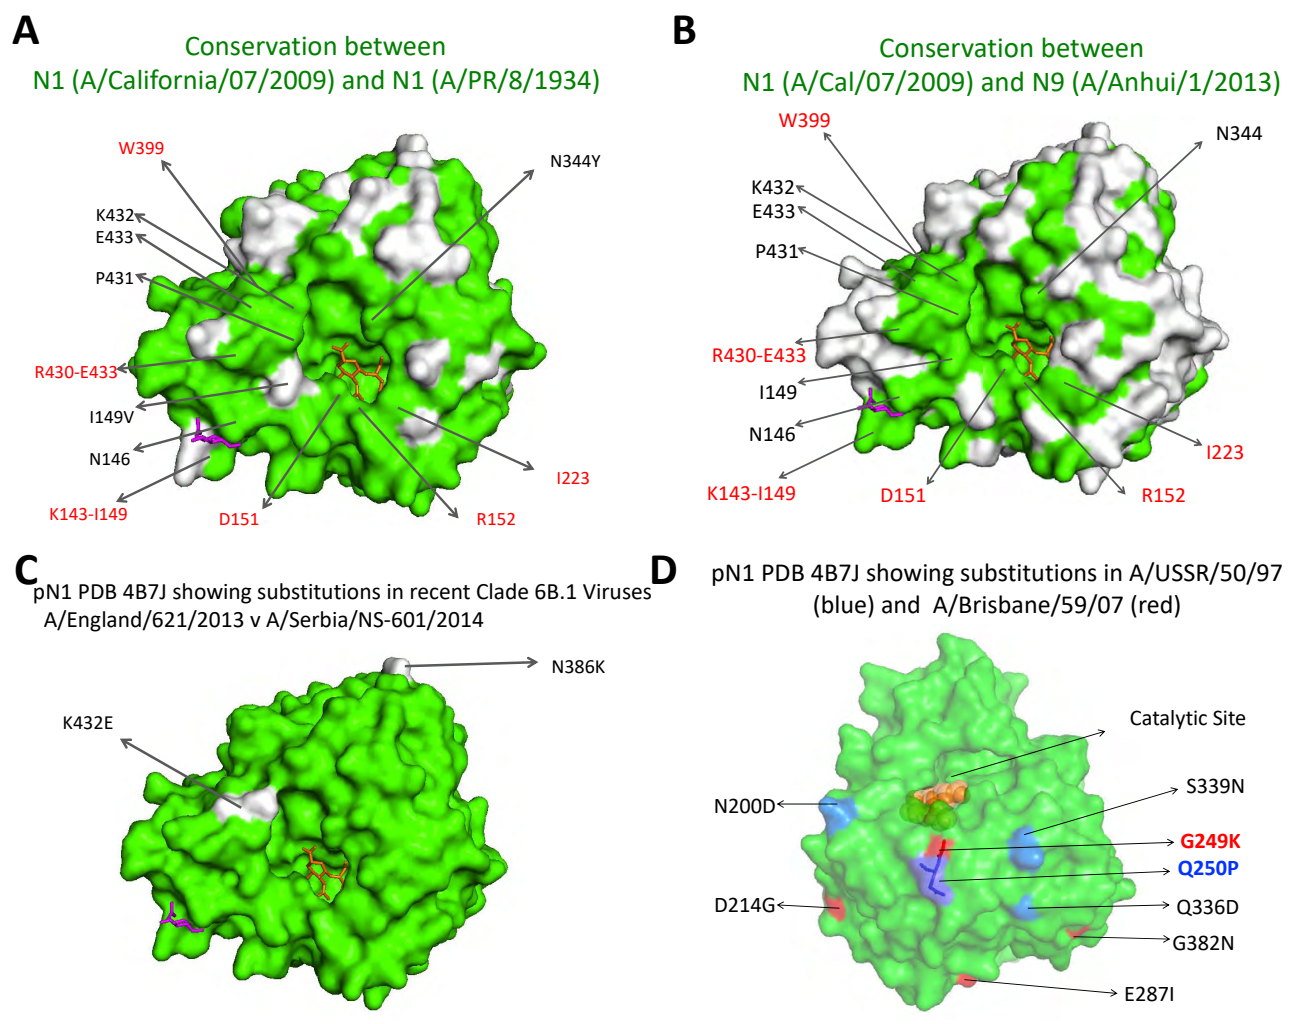 A
Conservation between
N1 (A/California/07/2009) and N1 (A/PR/8/1934)
W399
N344Y
K432
E433
P431
R430-E433
I149V
N146
K143-I149
D151
R152
I223
B
Conservation between
N1 (A/Cal/07/2009) and N9 (A/Anhui/1/2013)
W399
N344
K432
E433
P431
R430-E433
I149
N146
K143-I149
D151
R152
I223
C
pN1 PDB 4B7J showing substitutions in recent Clade 6B.1 Viruses
A/England/621/2013 v A/Serbia/NS-601/2014
N386K
K432E
D
pN1 PDB 4B7J showing substitutions in A/USSR/50/97
(blue) and A/Brisbane/59/07 (red)
Catalytic Site
N200D
S339N
G249K
Q250P
D214G
Q336D
G382N
E287I